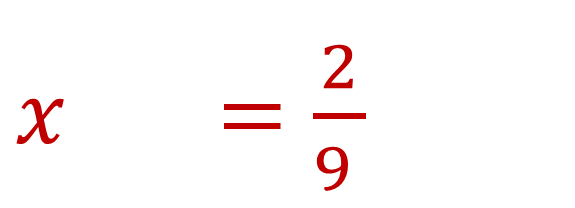 x = 2/9